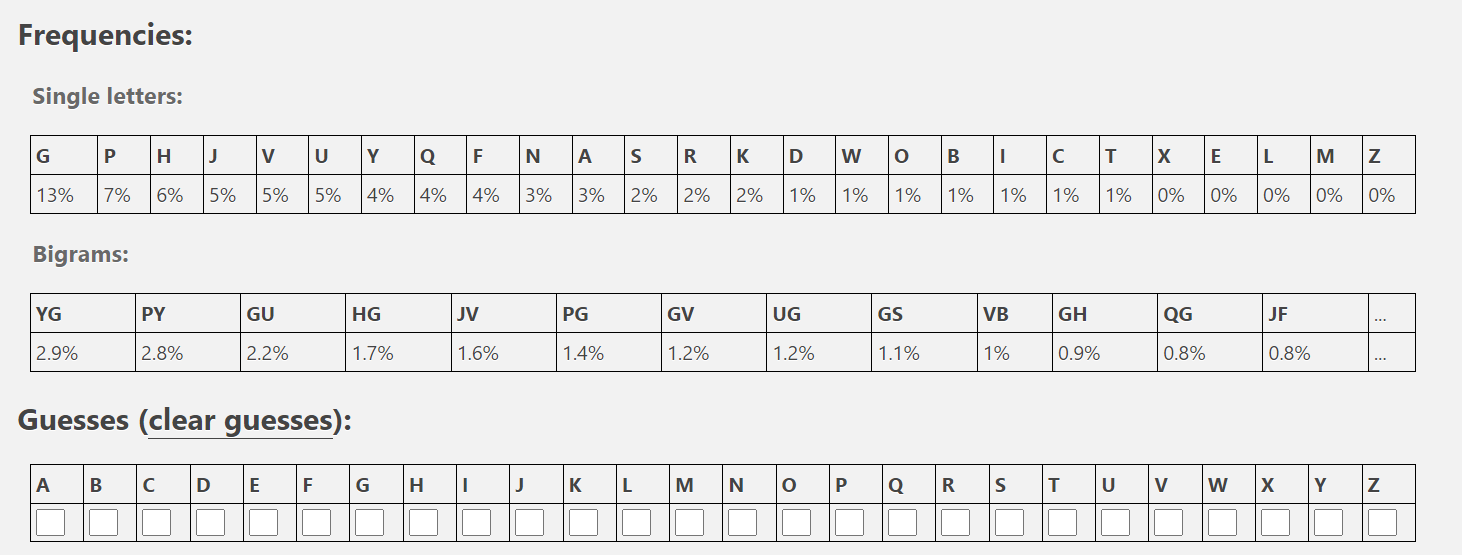 Frequencies:
Single letters:
G P H J V U Y Q F N A S R K D W O B I C T X E L M Z
13% 7% 6% 5% 5% 5% 4% 4% 4% 3% 3% 2% 2% 2% 1% 1% 1% 1% 1% 1% 1% 0% 0% 0% 0% 0%
Bigrams:
YG PY GU HG JV PG GV UG GS VB GH QG JF ...
2.9% 2.8% 2.2% 1.7% 1.6% 1.4% 1.2% 1.2% 1.1% 1% 0.9% 0.8% 0.8% ...
Guesses (clear guesses):
A B C D E F G H I J K L M N O P Q R S T U V W X Y Z